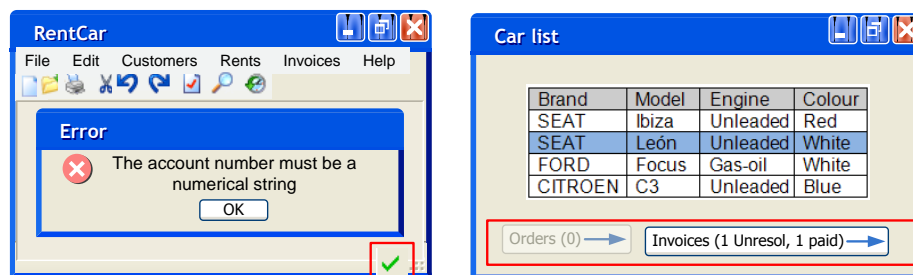 RentCar
File Edit Customers Rents Invoices Help
Error
The account number must be a
numerical string
OK
Car list
Brand Model Engine Colour
SEAT Ibiza Unleaded Red
SEAT León Unleaded White
FORD Focus Gas-oil White
CITROEN C3 Unleaded Blue
Orders (0)
Invoices (1 Unresol, 1 paid)